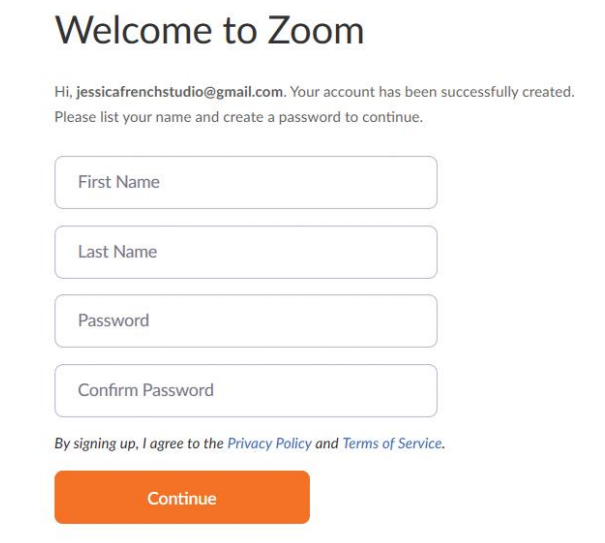 Welcome to Zoom
Hi, jessicafrenchstudio@gmail.com. Your account has been successfully created.
Please list your name and create a password to continue.
First Name
Last Name
Password
Confirm Password
By signing up, I agree to the Privacy Policy and Terms of Service.
Continue